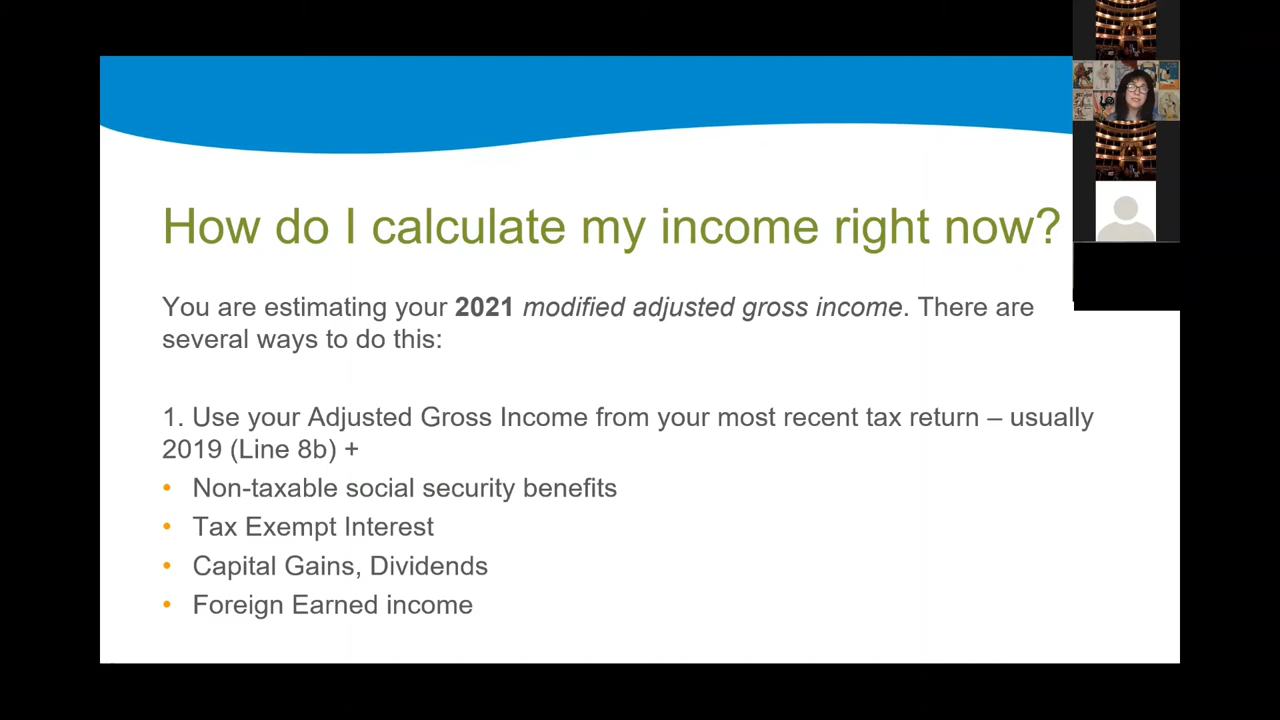 How do I calculate my income right now?
You are estimating your 2021 modified adjusted gross income. There are
several ways to do this:
1. Use your Adjusted Gross Income from your most recent tax return – usually
2019 (Line 8b) +
• Non-taxable social security benefits
• Tax Exempt Interest
• Capital Gains, Dividends
• Foreign Earned income